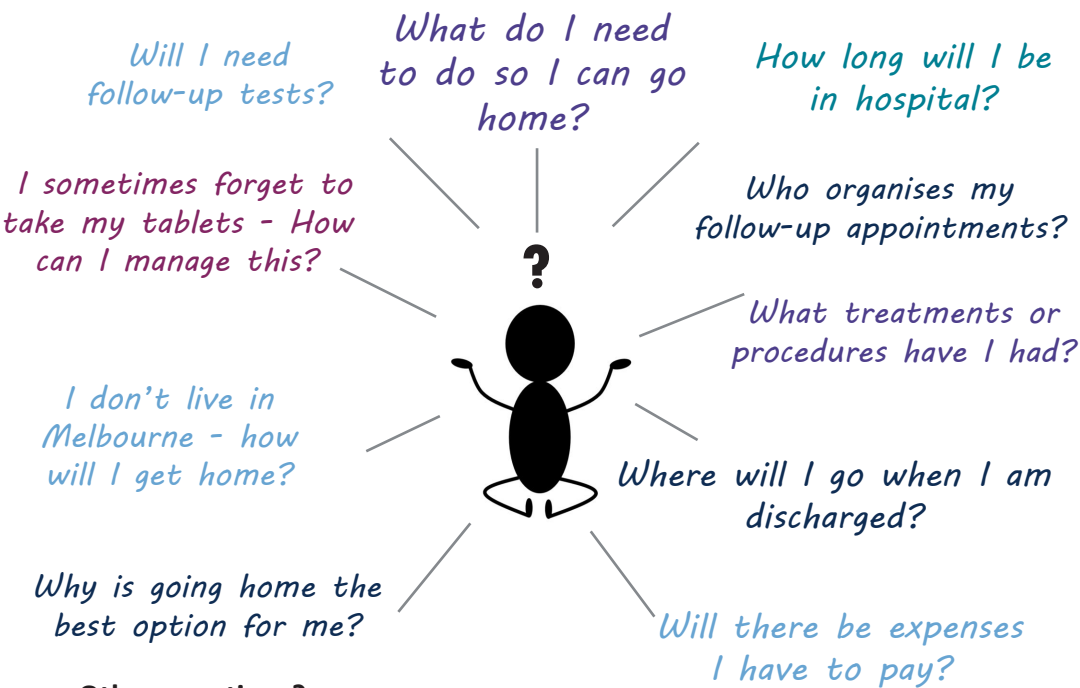 Will I need
follow-up tests?
What do I need
to do so I can go
home?
How long will I be
in hospital?
I sometimes forget to
take my tablets - How
can I manage this?
Who organises my
follow-up appointments?
?
What treatments or
procedures have I had?
I don't live in
Melbourne - how
will I get home?
Where will I go when I am
discharged?
Why is going home the
best option for me?
Will there be expenses
I have to pay?